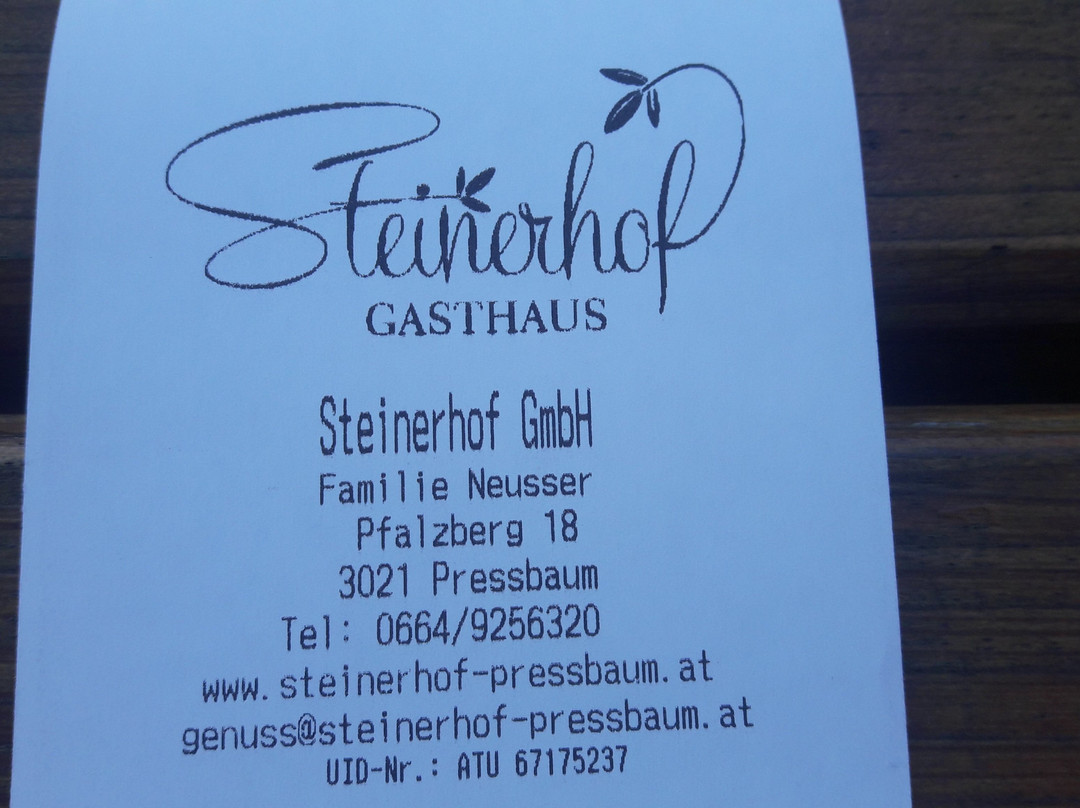 Steinerhof
GASTHAUS
Steinerhof GmbH
Familie Neusser
Pfalzberg 18
3021 Pressbaum
Tel: 0664/9256320
www.steinerhof-pressbaum.at
genuss@steinerhof-pressbaum.at
UID-Nr.: ATU 67175237